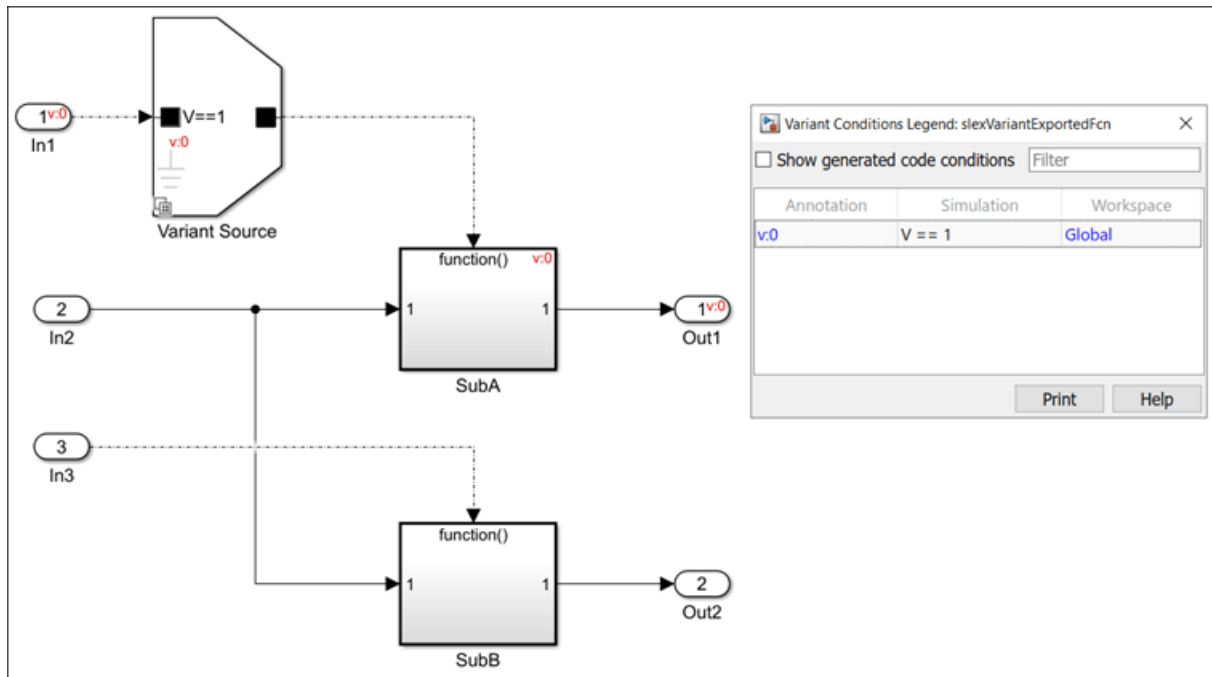 1 v:0
In1
V==1
v:0
Variant Source
function() v:0
1 1
SubA
1 v:0
Out1
2
In2
3
In3
function()
1 1
SubB
2
Out2
Variant Conditions Legend: slexVariantExportedFcn
Show generated code conditions Filter
Annotation Simulation Workspace
v:0 V == 1 Global
Print Help